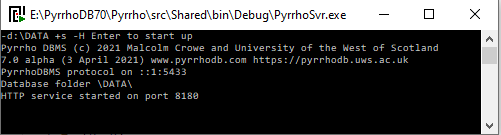 E:\PyrrhoDB70\Pyrrho\src\Shared\bin\Debug\PyrrhoSvr.exe
-d:\DATA +s -H Enter to start up
Pyrrho DBMS (c) 2021 Malcolm Crowe and University of the West of Scotland
7.0 alpha (3 April 2021) www.pyrrhodb.com https://pyrrhodb.uws.ac.uk
PyrrhoDBMS protocol on ::1:5433
Database folder \DATA\
HTTP service started on port 8180